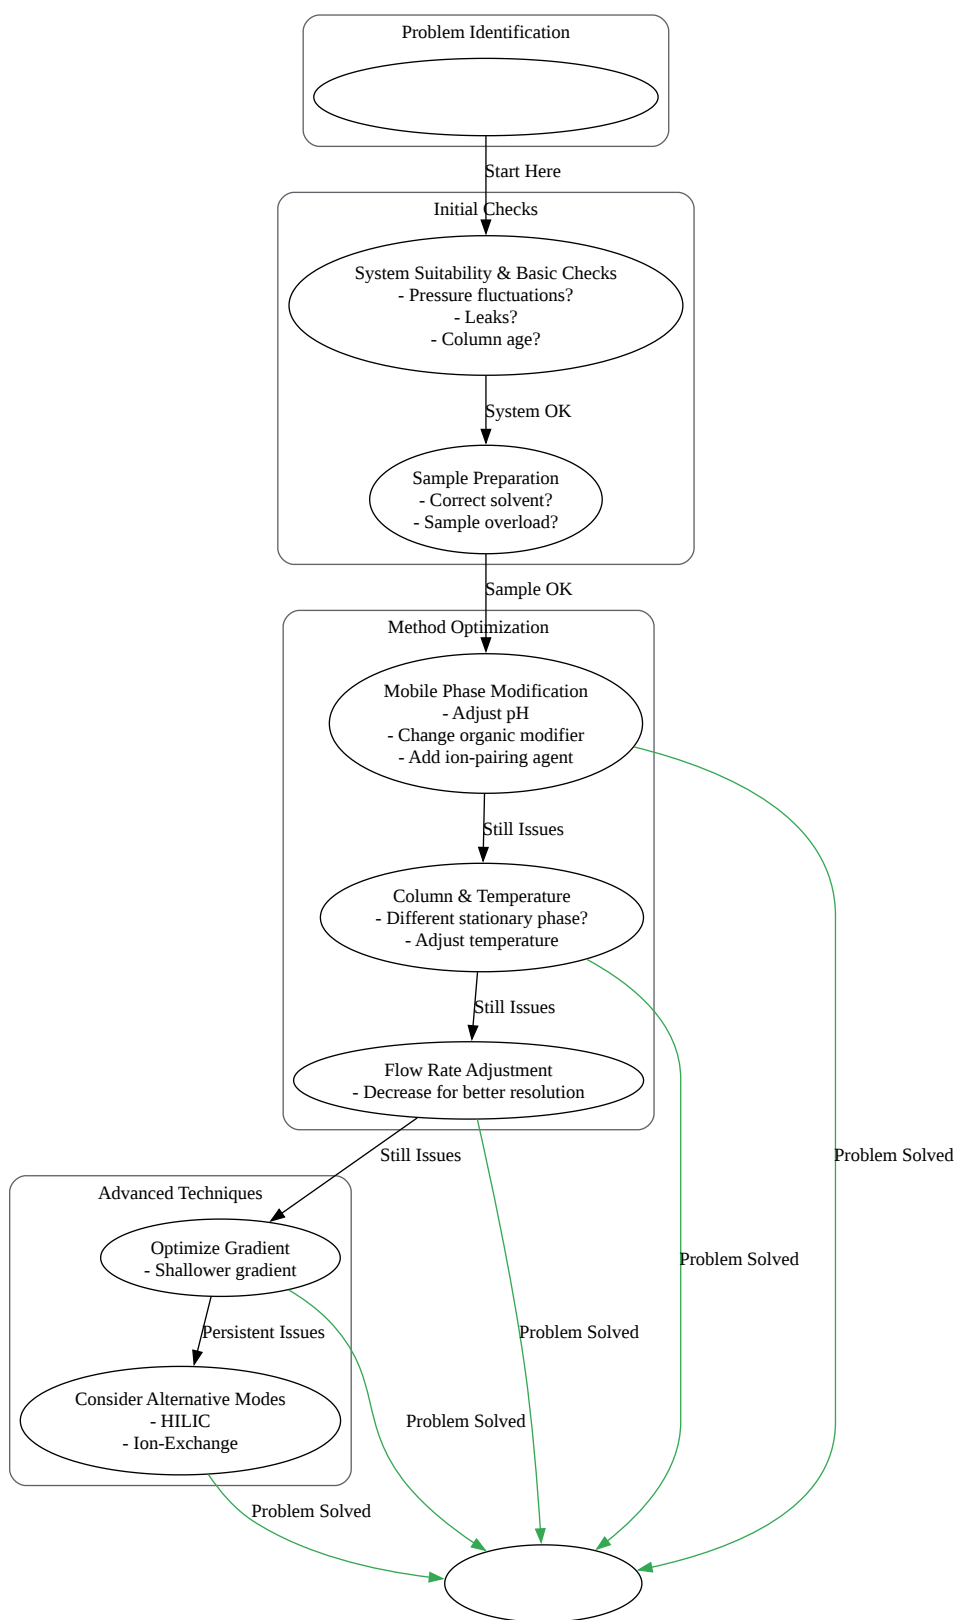 Problem Identification
Start Here
Initial Checks
System Suitability & Basic Checks
- Pressure fluctuations?
- Leaks?
- Column age?
System OK
Sample Preparation
- Correct solvent?
- Sample overload?
Sample OK
Method Optimization
Mobile Phase Modification
- Adjust pH
- Change organic modifier
- Add ion-pairing agent
Still Issues
Column & Temperature
- Different stationary phase?
- Adjust temperature
Still Issues
Flow Rate Adjustment
- Decrease for better resolution
Still Issues
Problem Solved
Advanced Techniques
Optimize Gradient
- Shallower gradient
Problem Solved
Persistent Issues
Problem Solved
Consider Alternative Modes
- HILIC
- Ion-Exchange
Problem Solved
Problem Solved